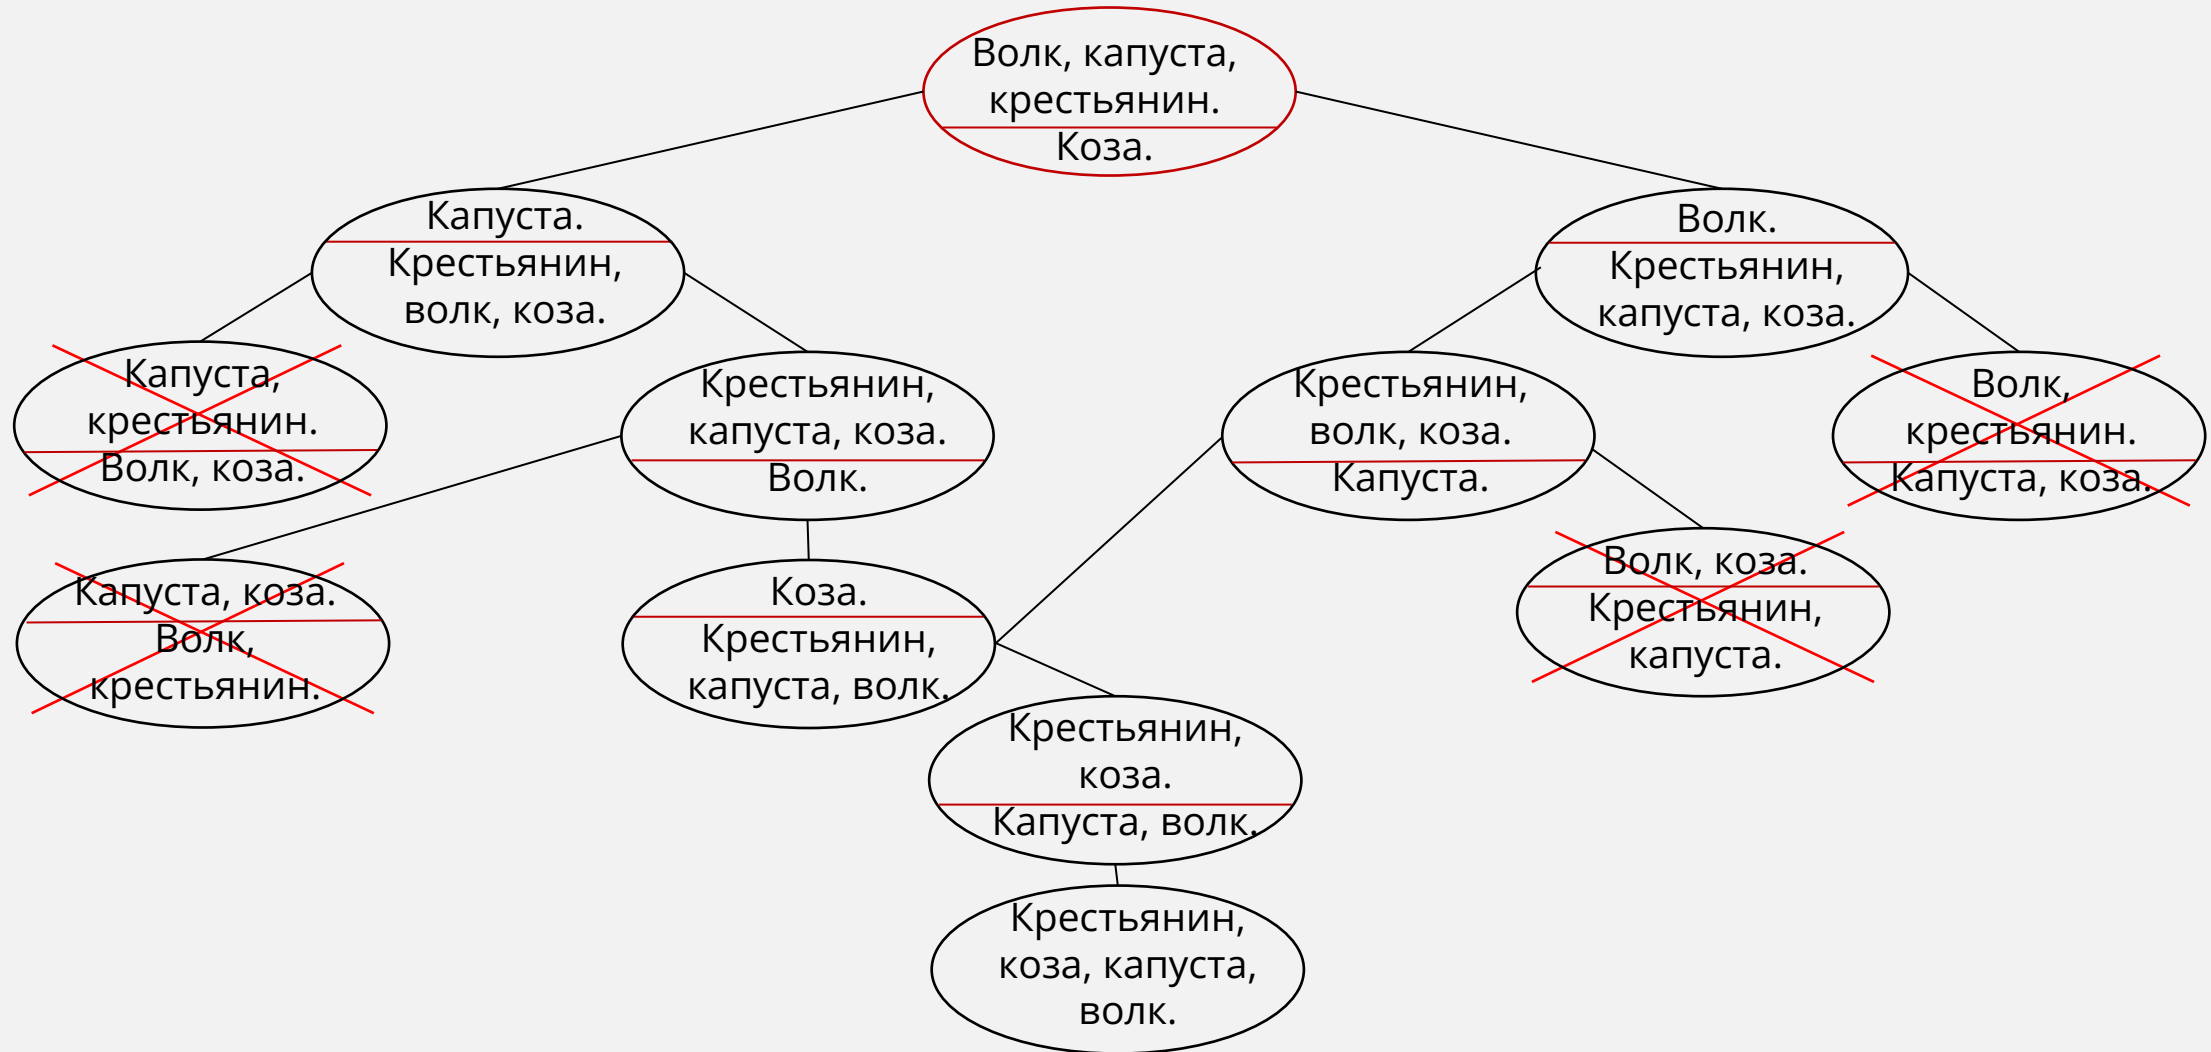 Волк, капуста,
крестьянин.
Коза.
Капуста.
Крестьянин,
волк, коза.
Волк.
Крестьянин,
капуста, коза.
Капуста,
крестьянин.
Волк, коза.
Крестьянин,
капуста, коза.
Волк.
Крестьянин,
волк, коза.
Капуста.
Волк,
крестьянин.
Капуста, коза.
Капуста, коза.
Волк,
крестьянин.
Коза.
Крестьянин,
капуста, волк.
Волк, коза.
Крестьянин,
капуста.
Крестьянин,
коза.
Капуста, волк.
Крестьянин,
коза, капуста,
волк.